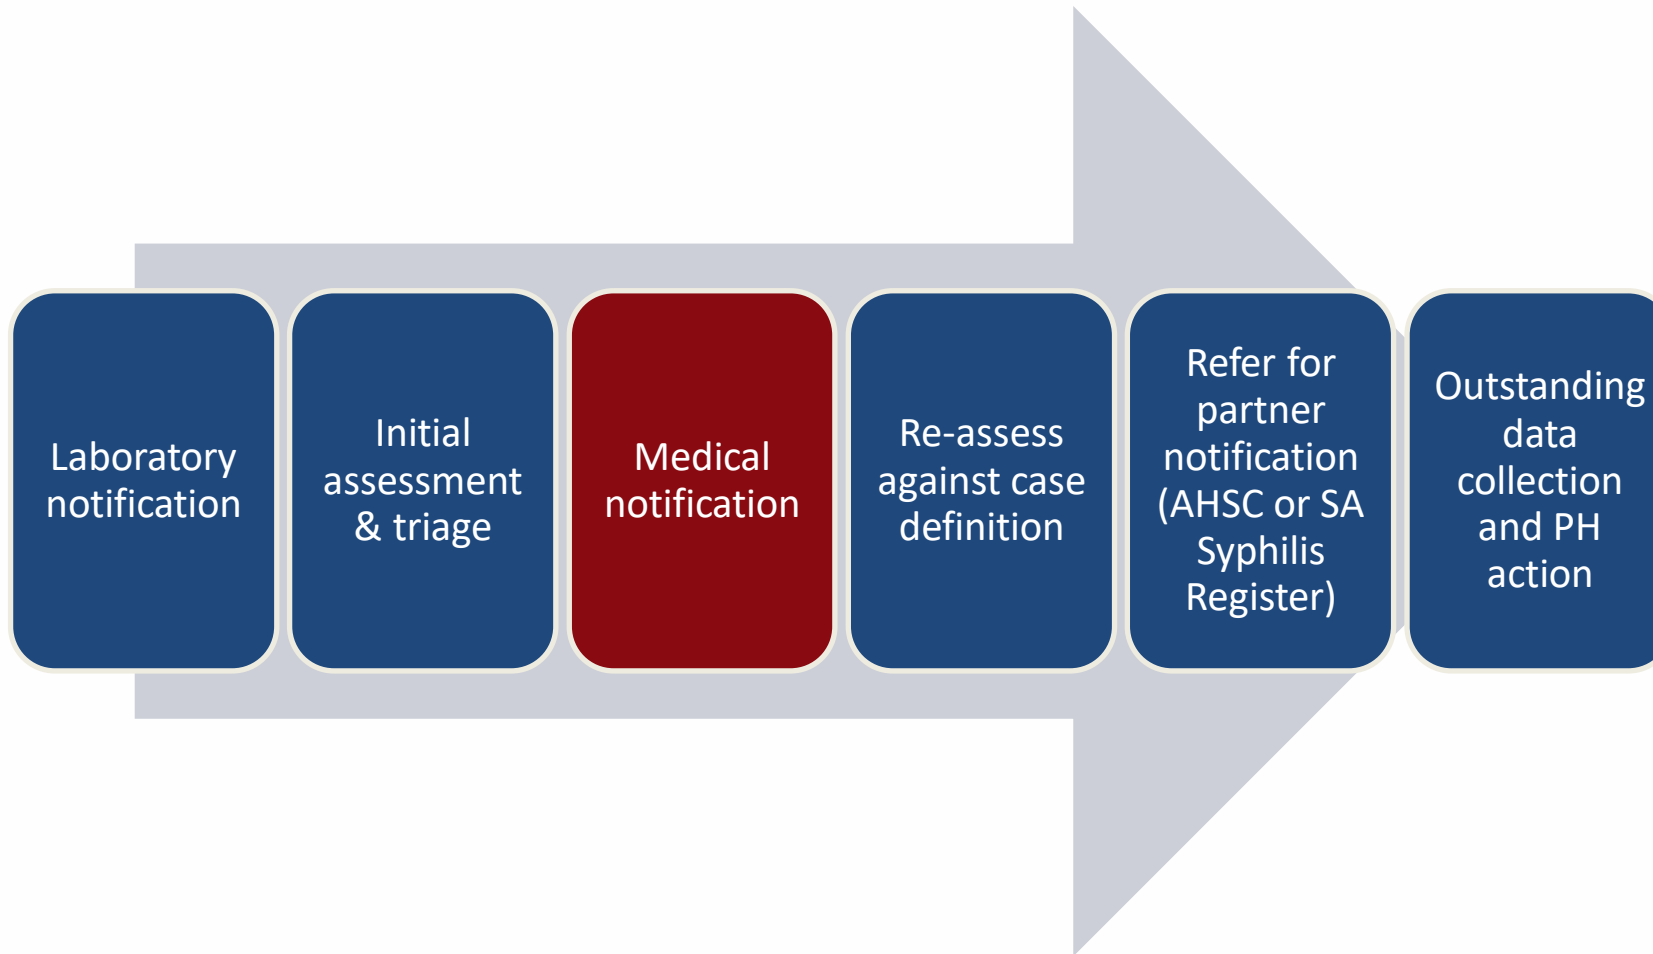 Laboratory
notification
Initial
assessment
& triage
Medical
notification
Re-assess
against case
definition
Refer for
partner
notification
(AHSC or SA
Syphilis
Register)
Outstanding
data
collection
and PH
action